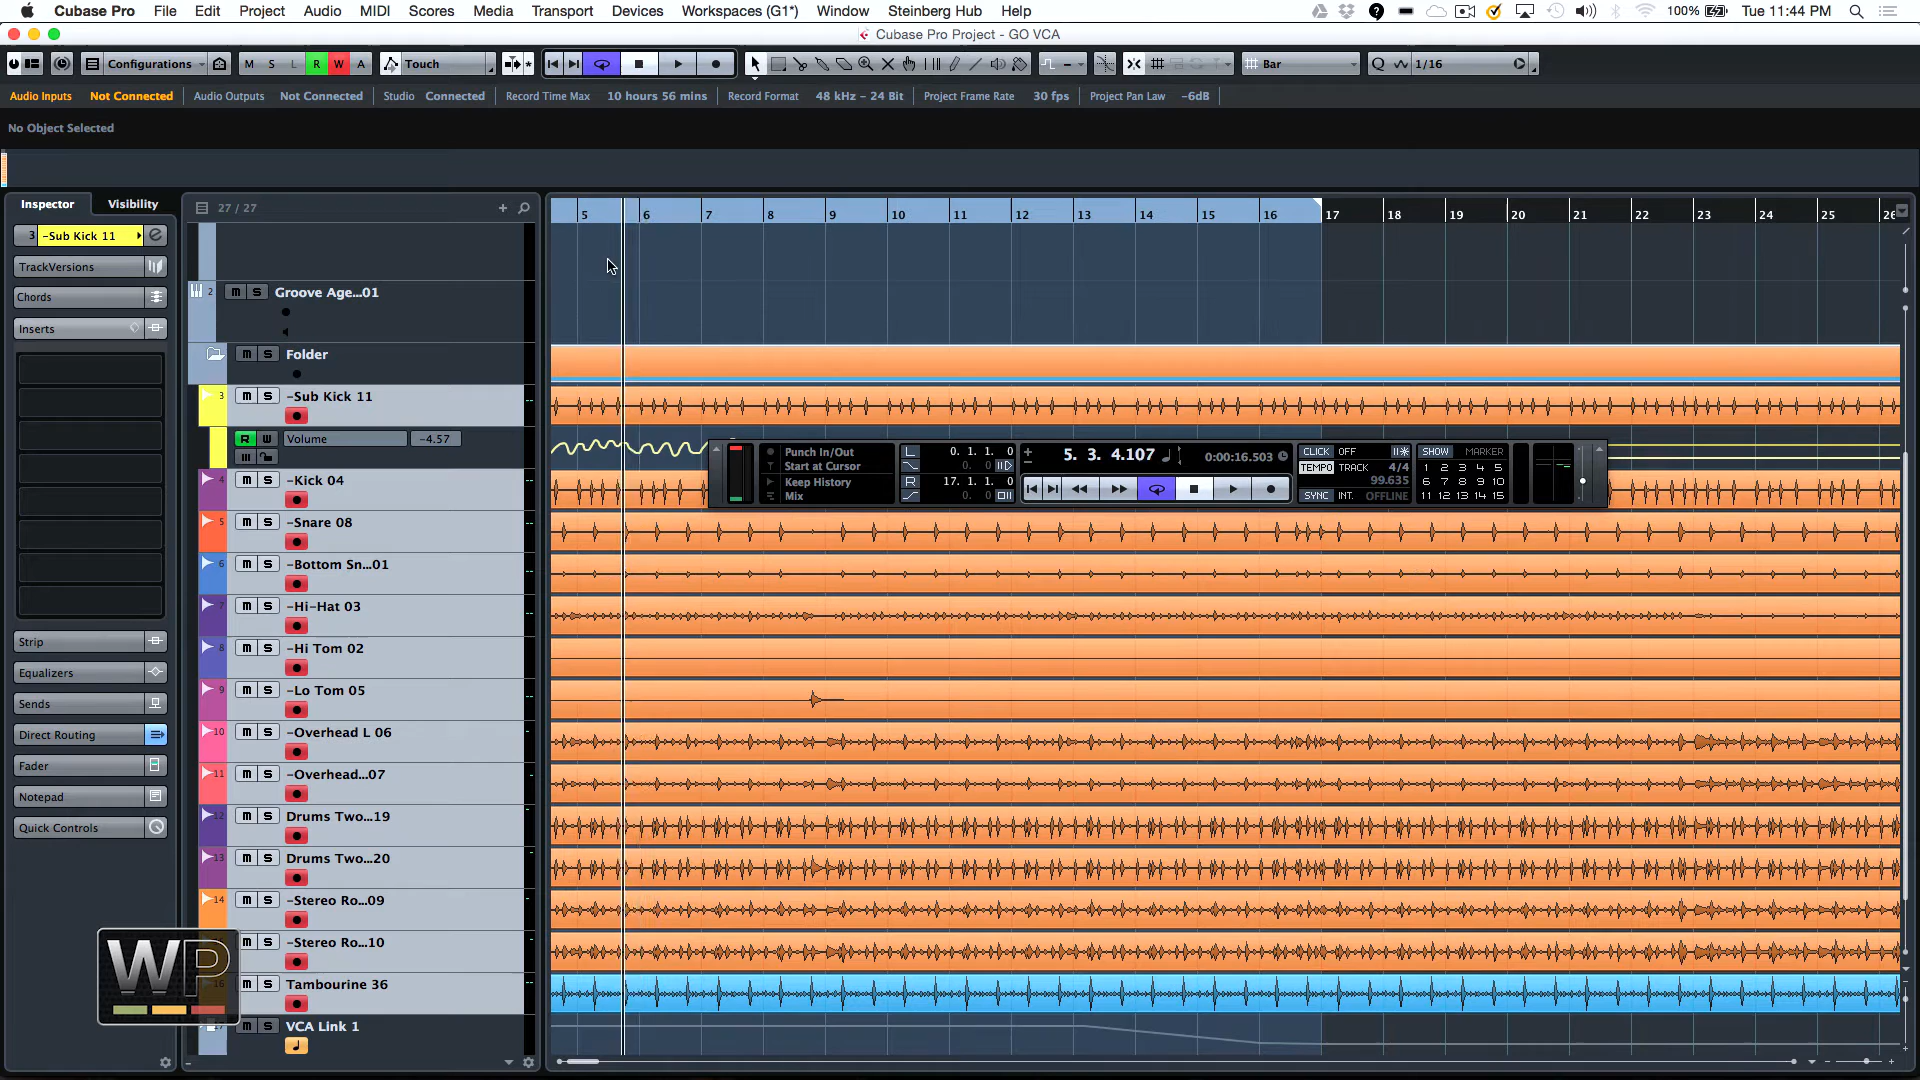 Cubase Pro File Edit Project Audio MIDI Scores Media Transport Devices Workspaces (G1*) Window Steinberg Hub Help 100% Tue 11:44 PM
Cubase Pro Project - GO VCA
Configurations M S L R W A Touch Bar Q 1/16
Audio Inputs Not Connected Audio Outputs Not Connected Studio Connected Record Time Max 10 hours 56 mins Record Format 48 kHz - 24 Bit Project Frame Rate 30 fps Project Pan Law -6dB
No Object Selected
Inspector Visibility 27 / 27
5 6 7 8 9 10 11 12 13 14 15 16 17 18 19 20 21 22 23 24 25 26
3 -Sub Kick 11
TrackVersions
Chords
Inserts
Strip
Equalizers
Sends
Direct Routing
Fader
Notepad
Quick Controls
2 m S Groove Age...01
m S Folder
3 m S -Sub Kick 11
R W Volume -4.57
4 m S -Kick 04
5 m S -Snare 08
6 m S -Bottom Sn...01
7 m S -Hi-Hat 03
8 m S -Hi Tom 02
9 m S -Lo Tom 05
10 m S -Overhead L 06
11 m S -Overhead...07
12 m S Drums Two...19
13 m S Drums Two...20
14 m S -Stereo Ro...09
m S -Stereo Ro...10
16 m S Tambourine 36
m S VCA Link 1
Punch In/Out
Start at Cursor
Keep History
Mix
L 0. 1. 1. 0
0. 0
R 17. 1. 1. 0
0. 0
5. 3. 4.107 0:00:16.503
CLICK OFF
TEMPO TRACK 4/4
99.635
SYNC INT. OFFLINE
SHOW MARKER
1 2 3 4 5
6 7 8 9 10
11 12 13 14 15
WP